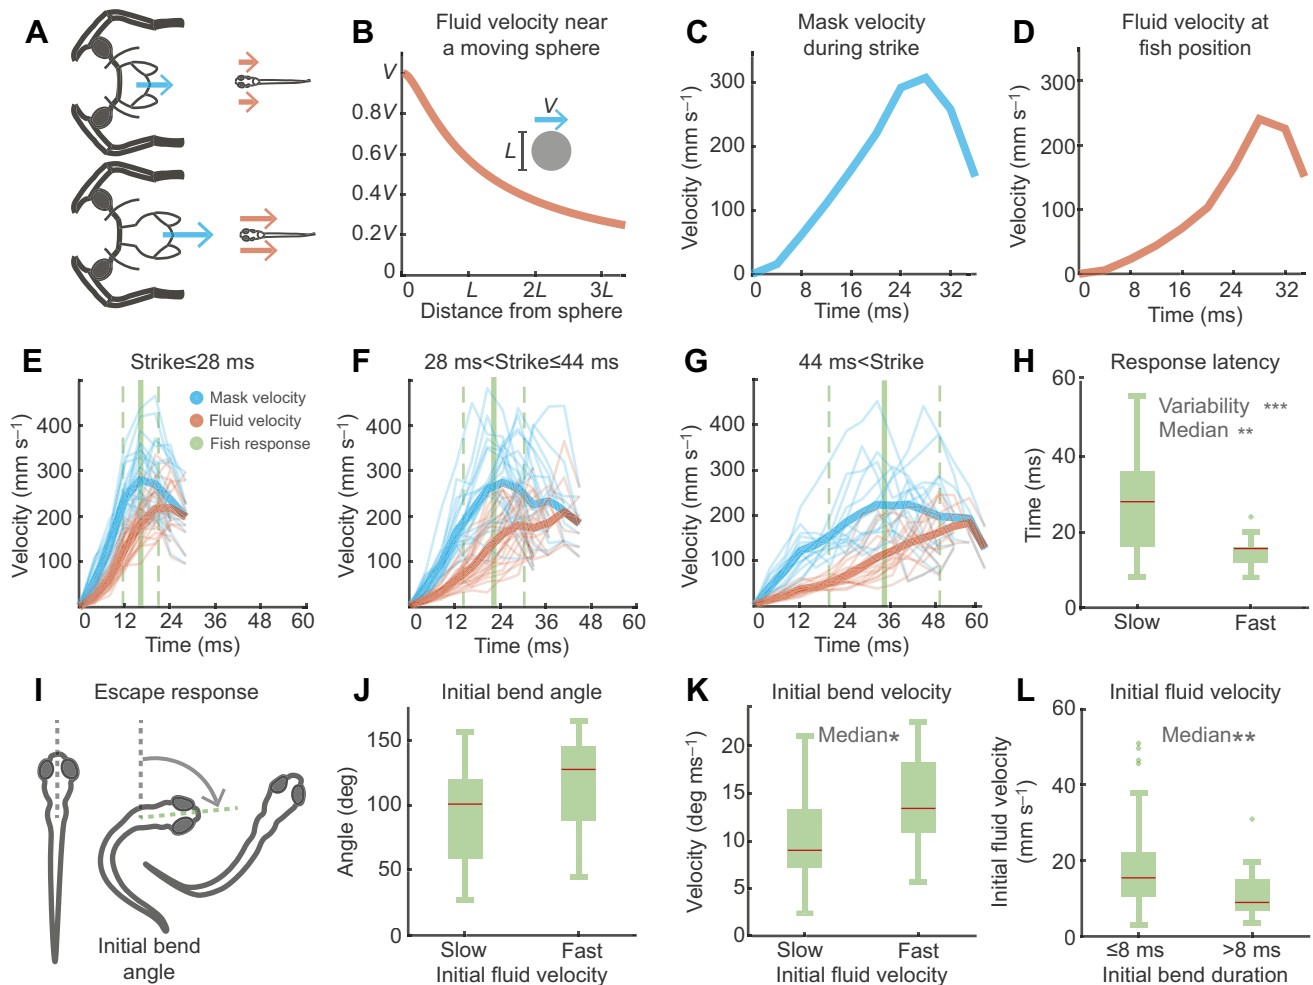 A
B
Fluid velocity near
a moving sphere
V
0.8V
0.6V
0.4V
0.2V
0
V
L
0
L
2L
3L
Distance from sphere
C
Mask velocity
during strike
Velocity (mm s−1)
300
200
100
0
0
8
16
24
32
Time (ms)
D
Fluid velocity at
fish position
Velocity (mm s−1)
300
200
100
0
0
8
16
24
32
Time (ms)
E
Strike≤28 ms
Mask velocity
Fluid velocity
Fish response
Velocity (mm s−1)
400
300
200
100
0 12 24 36 48 60
Time (ms)
F
28 ms<Strike≤44 ms
Velocity (mm s−1)
400
300
200
100
0 12 24 36 48 60
Time (ms)
G
44 ms<Strike
Velocity (mm s−1)
400
300
200
100
0 12 24 36 48 60
Time (ms)
H
Response latency
Variability ***
Median **
Time (ms)
60
40
20
0
Slow Fast
I
Escape response
Initial bend
angle
J
Initial bend angle
Angle (deg)
150
100
50
0
Slow Fast
Initial fluid velocity
K
Initial bend velocity
Median*
Velocity (deg ms−1)
20
15
10
5
0
Slow Fast
Initial fluid velocity
L
Initial fluid velocity
Median**
Initial fluid velocity
(mm s−1)
60
40
20
0
≤8 ms >8 ms
Initial bend duration